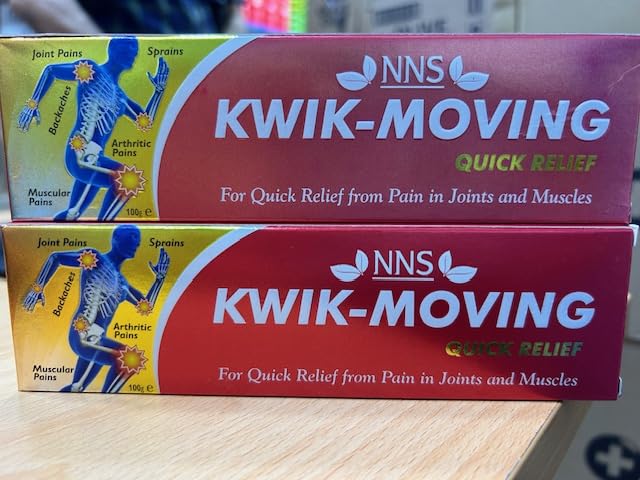 Joint Pains
Sprains
Backaches
Arthritic
Pains
Muscular
Pains
100g e
NNS
KWIK-MOVING
QUICK RELIEF
For Quick Relief from Pain in Joints and Muscles
Joint Pains
Sprains
Backaches
Arthritic
Pains
Muscular
Pains
100g e
NNS
KWIK-MOVING
QUICK RELIEF
For Quick Relief from Pain in Joints and Muscles